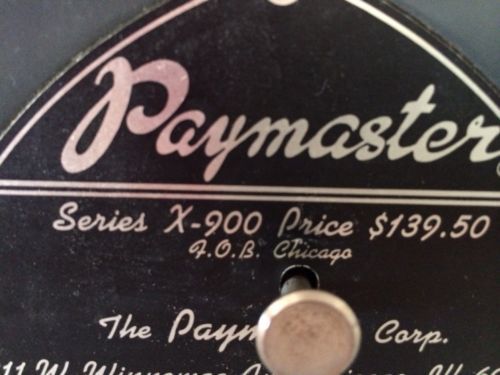 Paymaster
Series X-900 Price $139.50
F.O.B. Chicago
The Corp.
W.